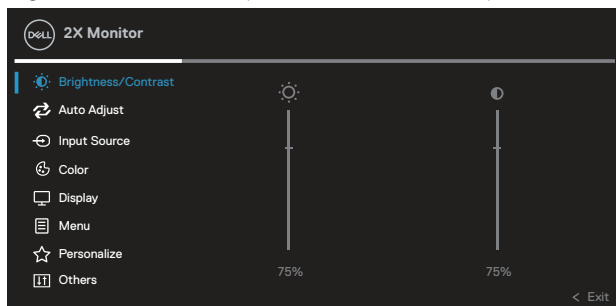 DELL 2X Monitor
Brightness/Contrast
Auto Adjust
Input Source
Color
Display
Menu
Personalize
Others
75% 75%
< Exit